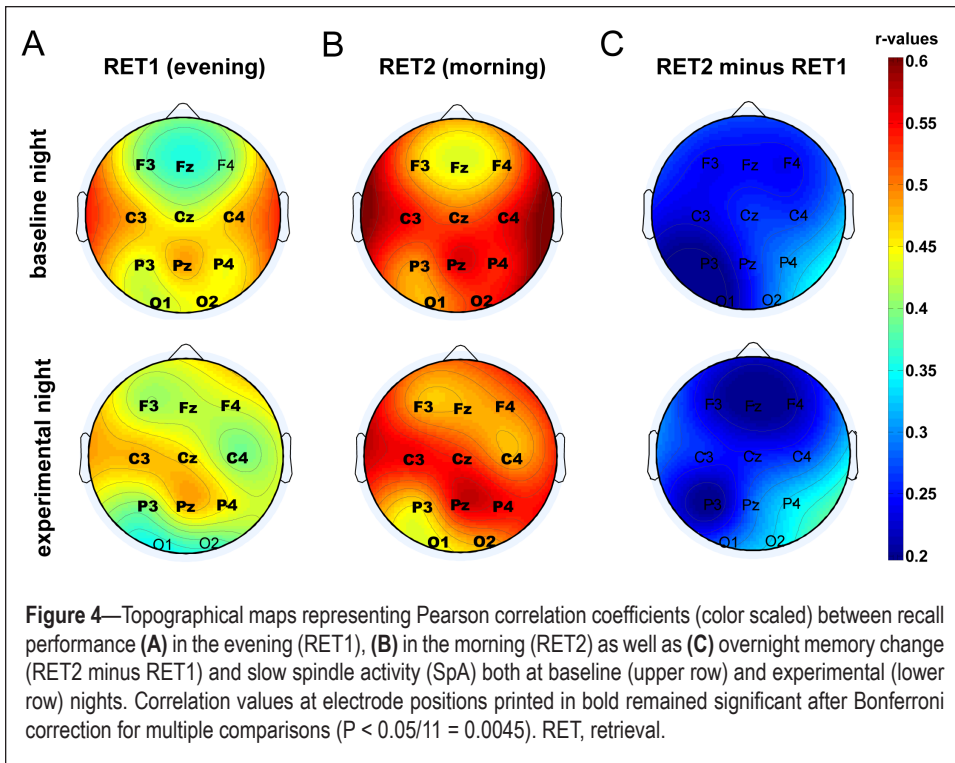 A B C r-values
RET1 (evening) RET2 (morning) RET2 minus RET1
0.6
0.55
0.5
0.45
0.4
0.35
0.3
0.25
0.2
baseline night
F3 Fz F4
C3 Cz C4
P3 Pz P4
O1 O2
F3 Fz F4
C3 Cz C4
P3 Pz P4
O1 O2
F3 Fz F4
C3 Cz C4
P3 Pz P4
O1 O2
experimental night
F3 Fz F4
C3 Cz C4
P3 Pz P4
O1 O2
F3 Fz F4
C3 Cz C4
P3 Pz P4
O1 O2
F3 Fz F4
C3 Cz C4
P3 Pz P4
O1 O2
Figure 4—Topographical maps representing Pearson correlation coefficients (color scaled) between recall
performance (A) in the evening (RET1), (B) in the morning (RET2) as well as (C) overnight memory change
(RET2 minus RET1) and slow spindle activity (SpA) both at baseline (upper row) and experimental (lower
row) nights. Correlation values at electrode positions printed in bold remained significant after Bonferroni
correction for multiple comparisons (P < 0.05/11 = 0.0045). RET, retrieval.